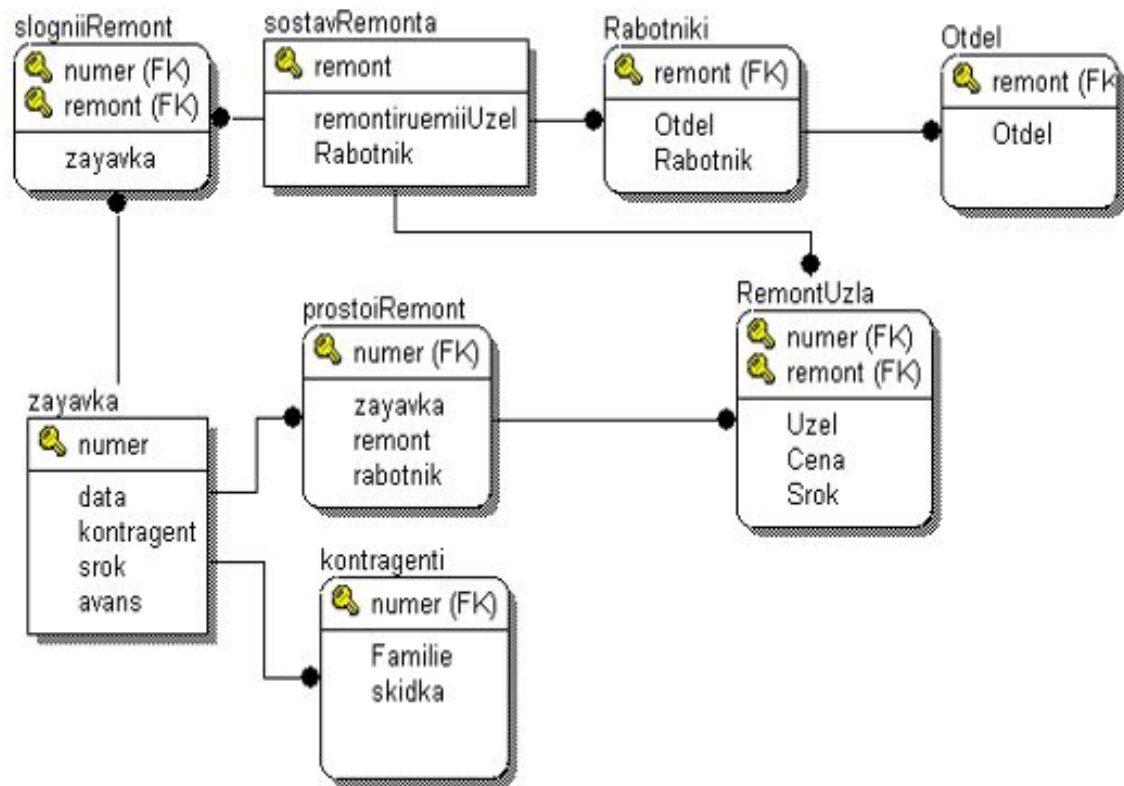 slogniiRemont
numer (FK)
remont (FK)
zayavka
sostavRemonta
remont
remontiruemiiUzel
Rabotnik
Rabotniki
remont (FK)
Otdel
Rabotnik
Otdel
remont (FK
Otdel
RemontUzla
numer (FK)
remont (FK)
Uzel
Cena
Srok
prostoiRemont
numer (FK)
zayavka
remont
rabotnik
zayavka
numer
data
kontragent
srok
avans
kontragenti
numer (FK)
Familie
skidka